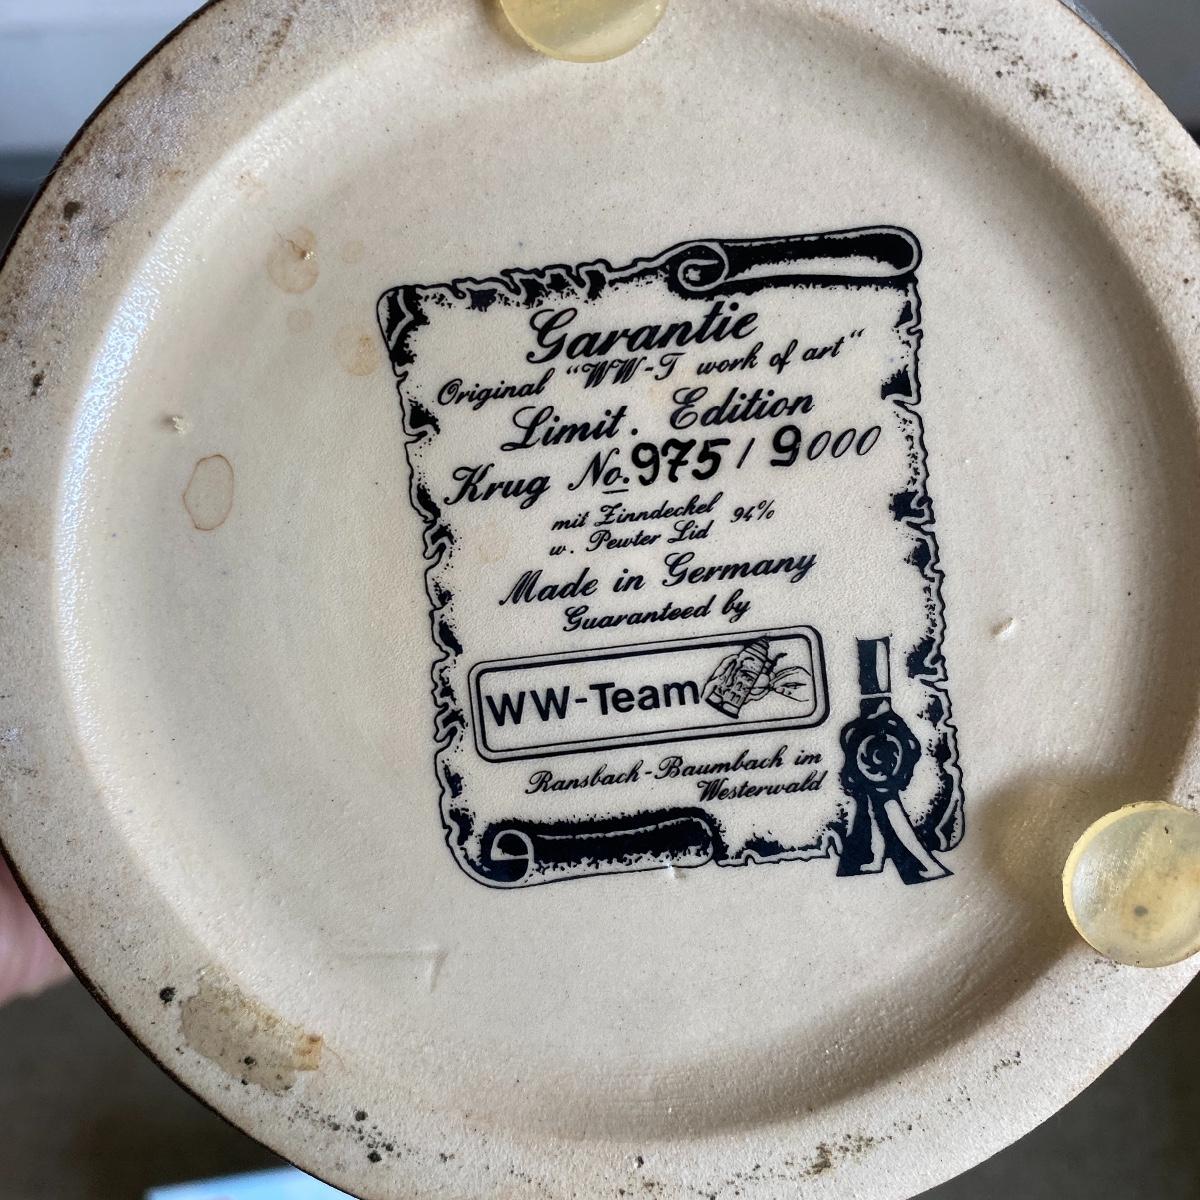 Garantie
Original “WW-T work of art“
Limit. Edition
Krug No. 975 / 9000
mit Zinndeckel 94%
w. Pewter Lid
Made in Germany
Guaranteed by
WW-Team
Ransbach-Baumbach im
Westerwald